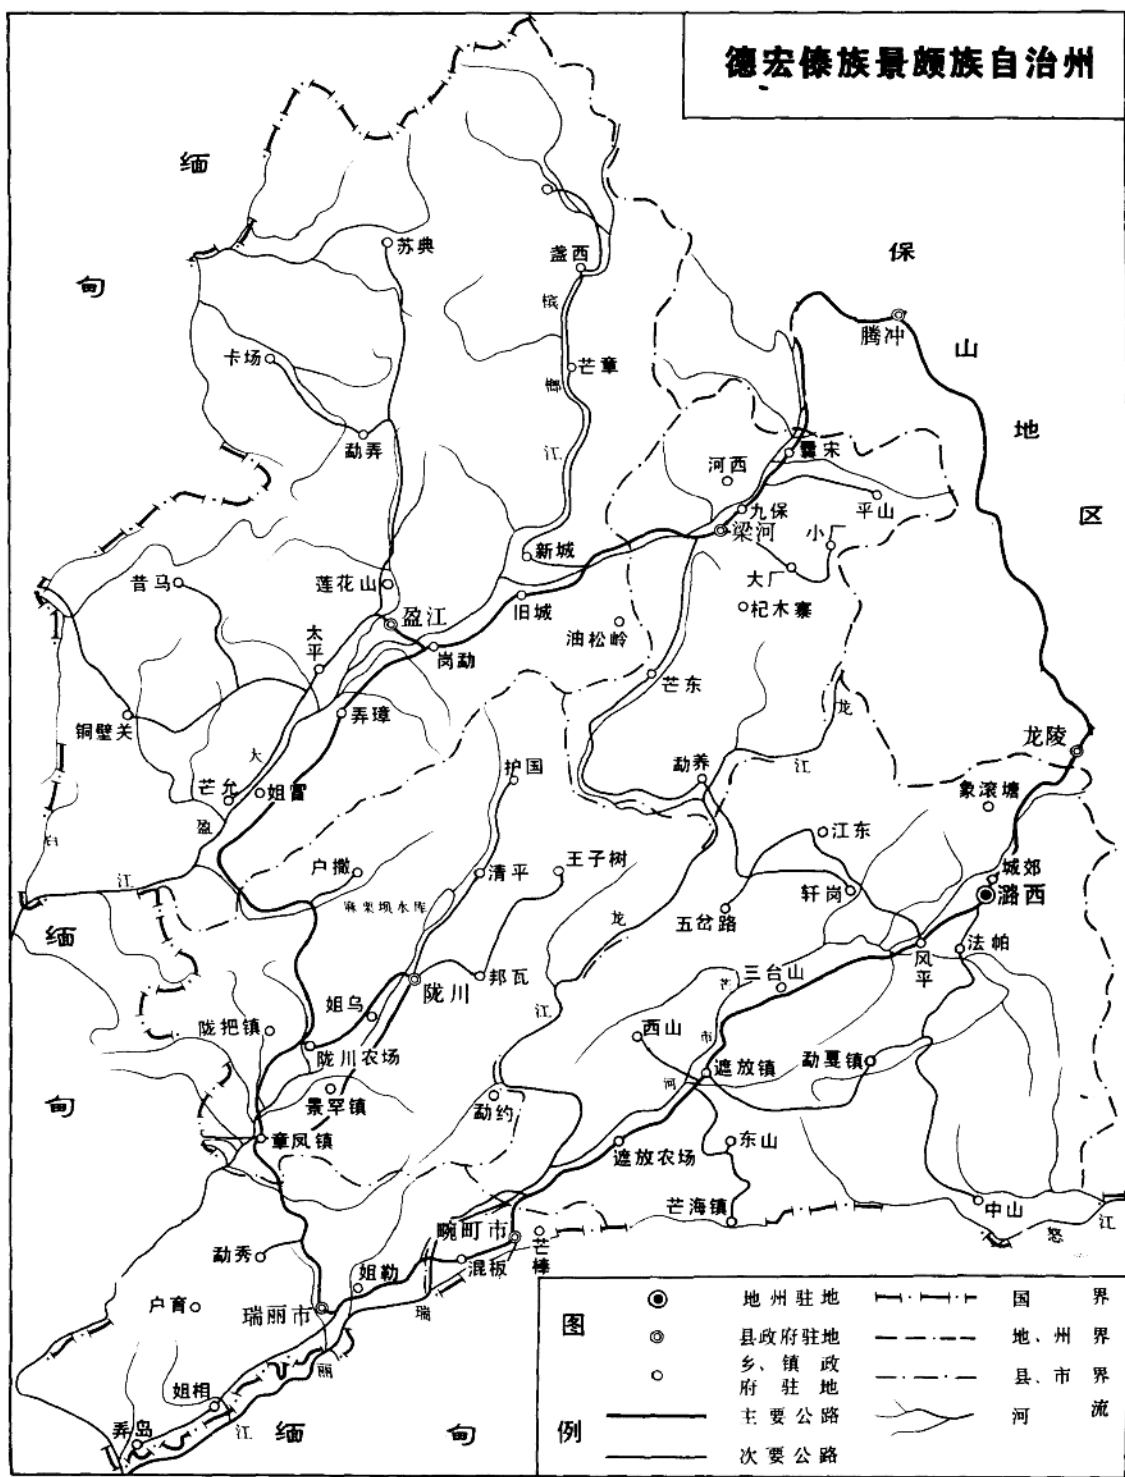 德宏傣族景颇族自治州
缅
甸
保
山
地
区
苏典
盏西
槟
江
腾冲
卡场
芒章
勐弄
河西
曩宋
九保
平山
梁河
小厂
新城
大厂
杞木寨
昔马
莲花山
旧城
盈江
太平
油松岭
岗勐
芒东
铜壁关
弄璋
大
盈
江
龙
江
龙陵
护国
勐养
象滚塘
芒允
姐冒
江东
户撒
清平
王子树
城郊
潞西
麻栗坝水库
轩岗
五岔路
法帕
风平
龙
江
缅
甸
三台山
芒
市
河
陇川
邦瓦
姐乌
西山
陇把镇
陇川农场
遮放镇
勐戛镇
景罕镇
勐约
章凤镇
遮放农场
东山
芒海镇
中山
怒
江
畹町市
芒棒
混板
勐秀
姐勒
户育
瑞丽市
瑞
丽
江
姐相
弄岛
缅
甸
图
例
地州驻地
县政府驻地
乡、镇政
府驻地
主要公路
次要公路
国界
地、州界
县、市界
河流